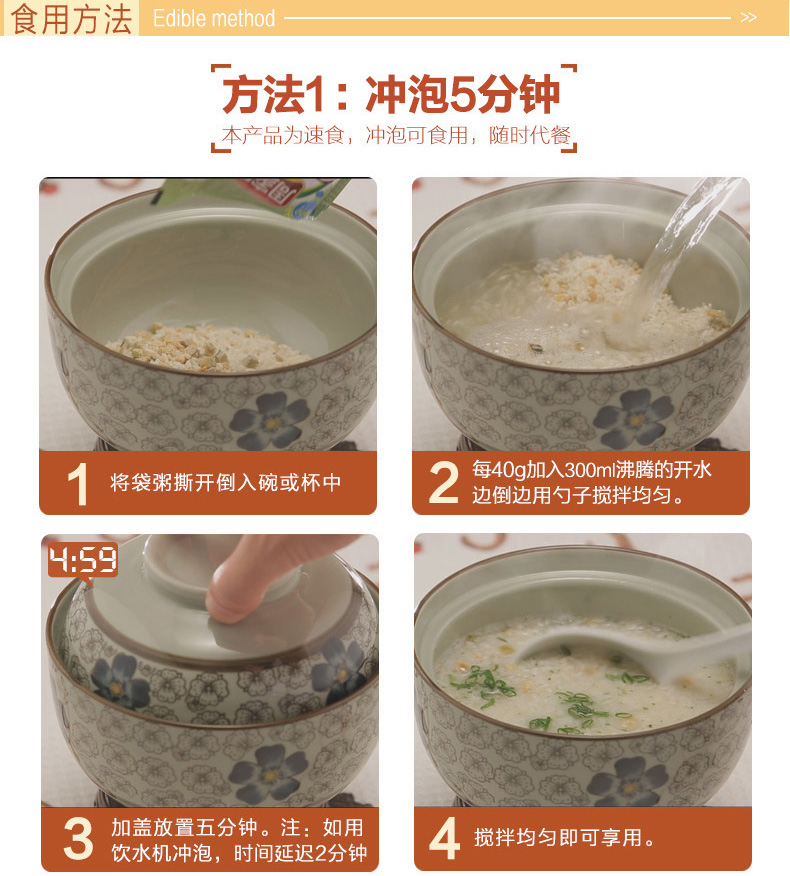 食用方法 Edible method
方法1：冲泡5分钟
本产品为速食，冲泡可食用，随时代餐
1 将袋粥撕开倒入碗或杯中
2 每40g加入300ml沸腾的开水
边倒边用勺子搅拌均匀。
4:59
3 加盖放置五分钟。注：如用
饮水机冲泡，时间延迟2分钟
4 搅拌均匀即可享用。